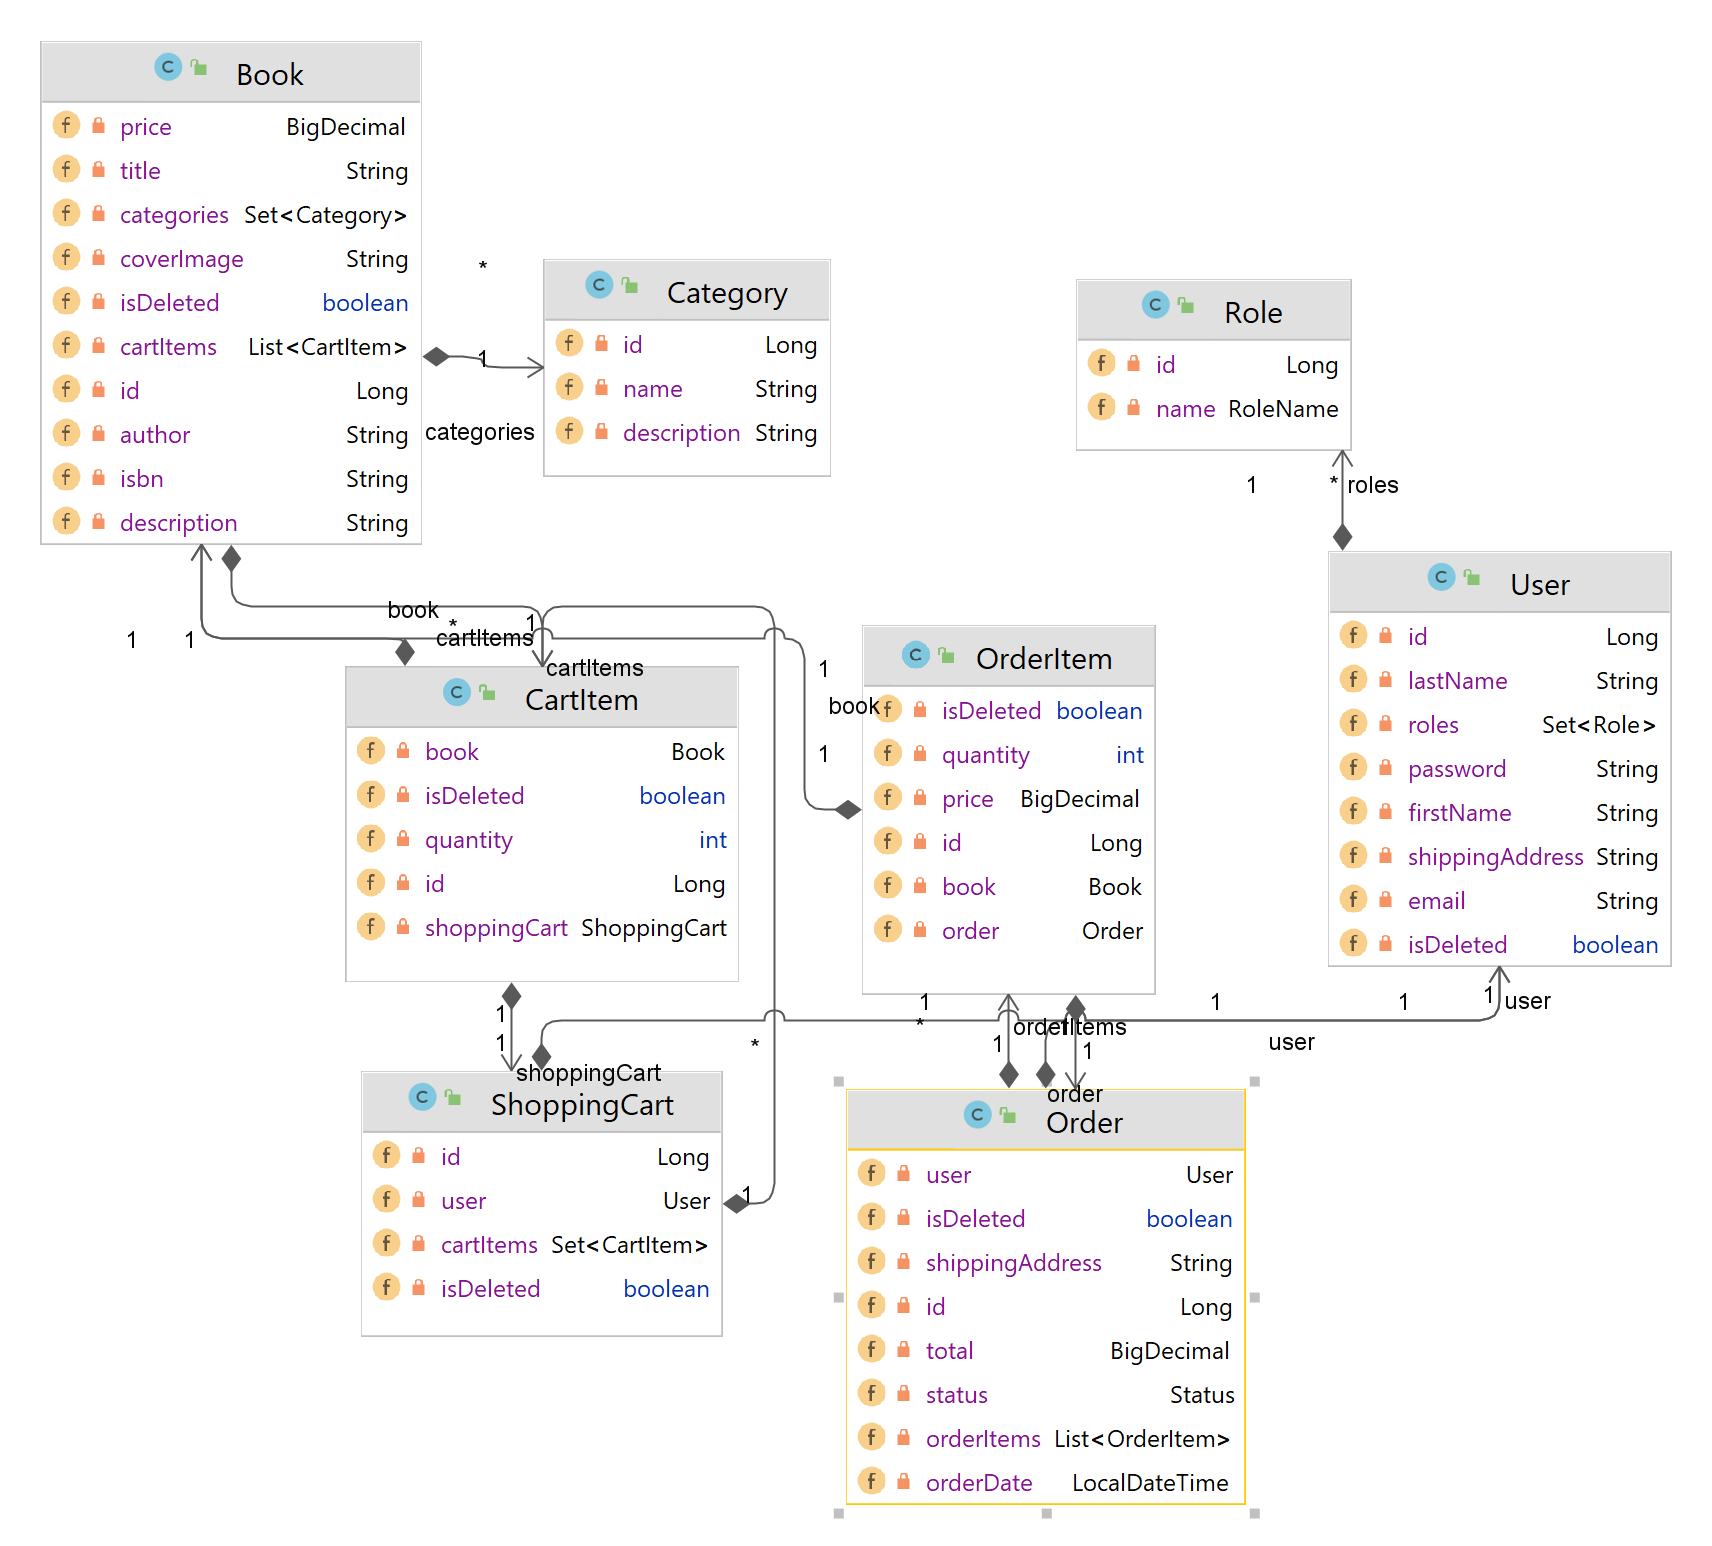 Book
price BigDecimal
title String
categories Set<Category>
coverImage String
isDeleted boolean
cartItems List<CartItem>
id Long
author String
isbn String
description String
*
1
categories
Category
id Long
name String
description String
Role
id Long
name RoleName
1 * roles
User
id Long
lastName String
roles Set<Role>
password String
firstName String
shippingAddress String
email String
isDeleted boolean
book
*
1
1 1
cartItems
cartItems
CartItem
book Book
isDeleted boolean
quantity int
id Long
shoppingCart ShoppingCart
1
book
1
OrderItem
isDeleted boolean
quantity int
price BigDecimal
id Long
book Book
order Order
1
1
*
1
*
1
1
1 user
user
orderItems
1
1
1
shoppingCart
ShoppingCart
id Long
user User
cartItems Set<CartItem>
isDeleted boolean
1
order
Order
user User
isDeleted boolean
shippingAddress String
id Long
total BigDecimal
status Status
orderItems List<OrderItem>
orderDate LocalDateTime